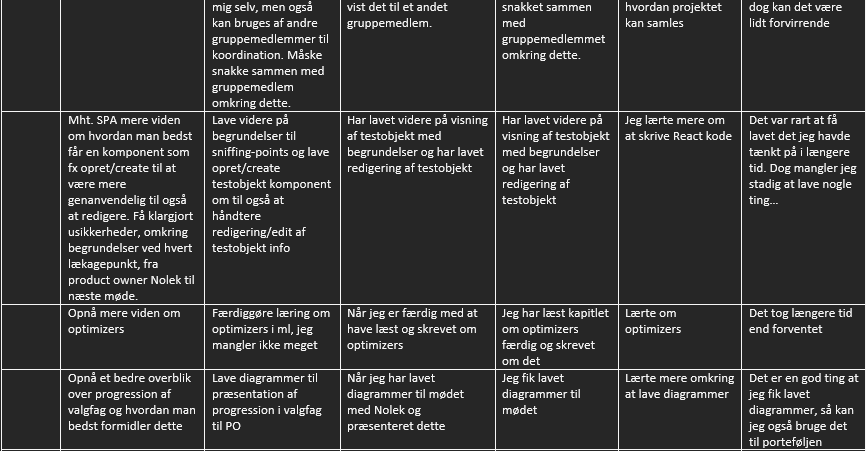 mig selv, men også
kan bruges af andre
gruppemedlemmer til
koordination. Måske
snakke sammen med
gruppemedlem
omkring dette.
vist det til et andet
gruppemedlem.
snakket sammen
med
gruppemedlemmet
omkring dette.
hvordan projektet
kan samles
dog kan det være
lidt forvirrende
Mht. SPA mere viden
om hvordan man bedst
får en komponent som
fx opret/create til at
være mere
genanvendelig til også
at redigere. Få klargjort
usikkerheder, omkring
begrundelser ved hvert
lækagepunkt, fra
product owner Nolek til
næste møde.
Lave videre på
begrundelser til
sniffing-points og lave
opret/create
testobjekt komponent
om til også at
håndtere
redigering/edit af
testobjekt info
Har lavet videre på visning
af testobjekt med
begrundelser og har lavet
redigering af testobjekt
Har lavet videre på
visning af testobjekt
med begrundelser
og har lavet
redigering af
testobjekt
Jeg lærte mere om
at skrive React kode
Det var rart at få
lavet det jeg havde
tænkt på i længere
tid. Dog mangler jeg
stadig at lave nogle
ting…
Opnå mere viden om
optimizers
Færdiggøre læring om
optimizers i ml, jeg
mangler ikke meget
Når jeg er færdig med at
have læst og skrevet om
optimizers
Jeg har læst kapitlet
om optimizers
færdig og skrevet
om det
Lærte om
optimizers
Det tog længere tid
end forventet
Opnå et bedre overblik
over progression af
valgfag og hvordan man
bedst formidler dette
Lave diagrammer til
præsentation af
progression i valgfag
til PO
Når jeg har lavet
diagrammer til mødet
med Nolek og
præsenteret dette
Jeg fik lavet
diagrammer til
mødet
Lærte mere omkring
at lave diagrammer
Det er en god ting at
jeg fik lavet
diagrammer, så kan
jeg også bruge det
til porteføljen